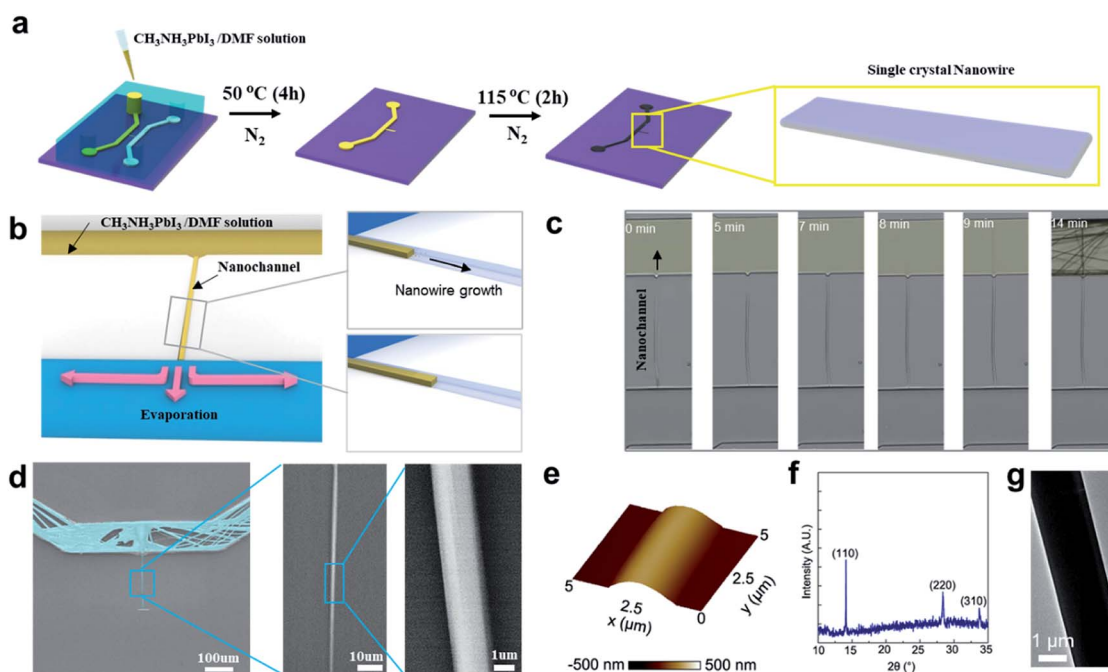 a
CH₃NH₃PbI₃ /DMF solution
50 °C (4h)
N₂
115 °C (2h)
N₂
Single crystal Nanowire
b
CH₃NH₃PbI₃ /DMF solution
Nanochannel
Evaporation
Nanowire growth
c
0 min
5 min
7 min
8 min
9 min
14 min
Nanochannel
d
100um
10um
1um
e
5
2.5
0
x (μm)
5
2.5
y (μm)
-500 nm
500 nm
f
Intensity (A.U.)
(110)
(220)
(310)
10 15 20 25 30 35
2θ (°)
g
1 μm